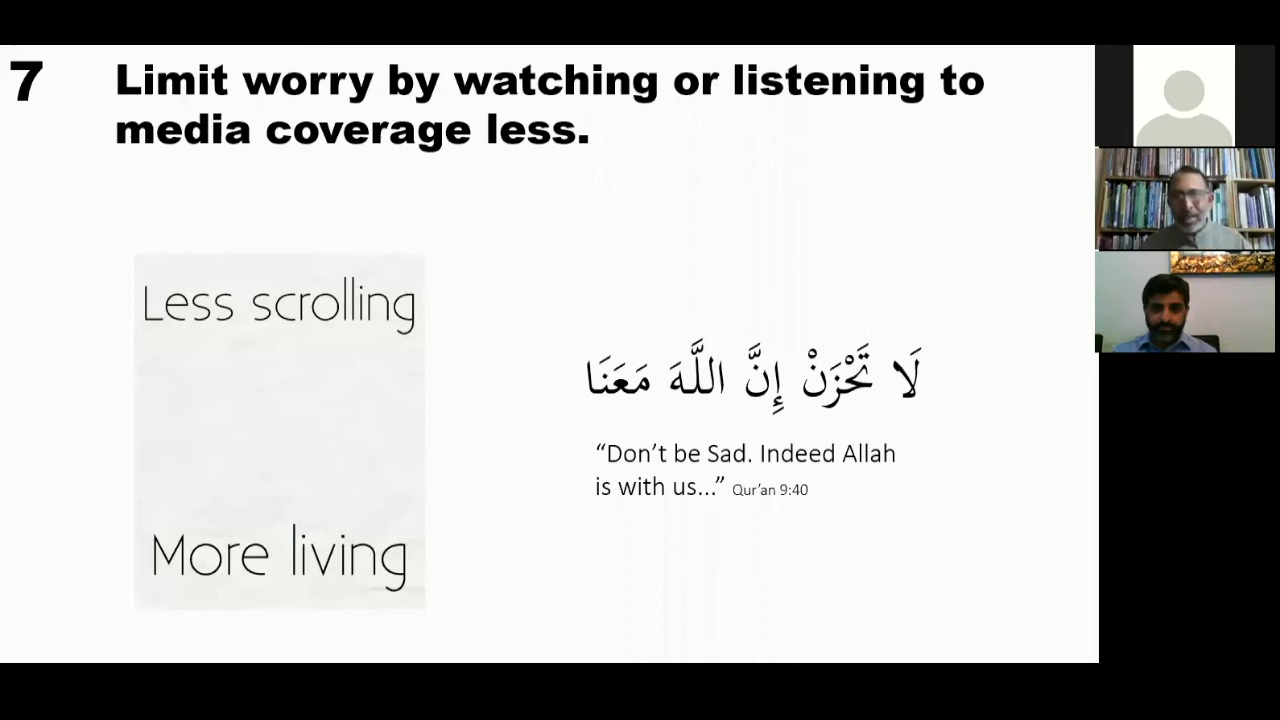 7
Limit worry by watching or listening to
media coverage less.
Less scrolling
More living
لَا تَحْزَنْ إِنَّ اللَّهَ مَعَنَا
“Don’t be Sad. Indeed Allah
is with us...” Qur’an 9:40